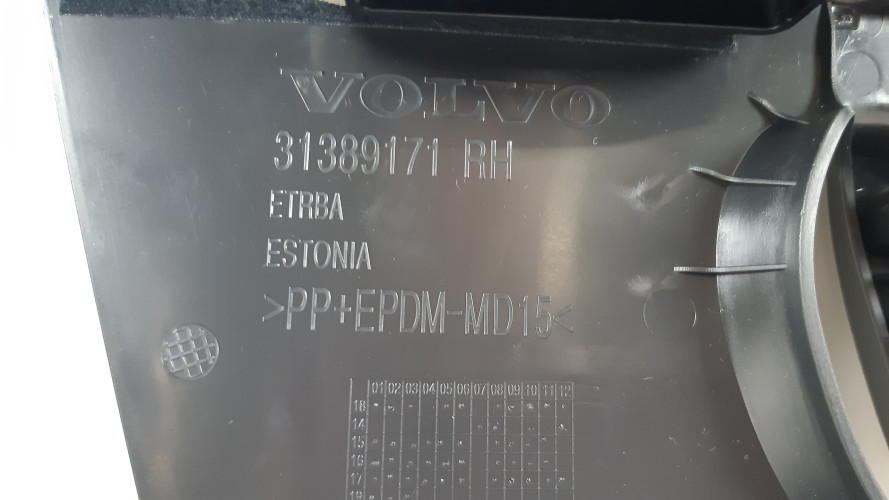 VOLVO
31389171 RH
ETRBA
ESTONIA
>PP+EPDM-MD15<
01 02 03 04 05 06 07 08 09 10 11 12
14
15
16
17